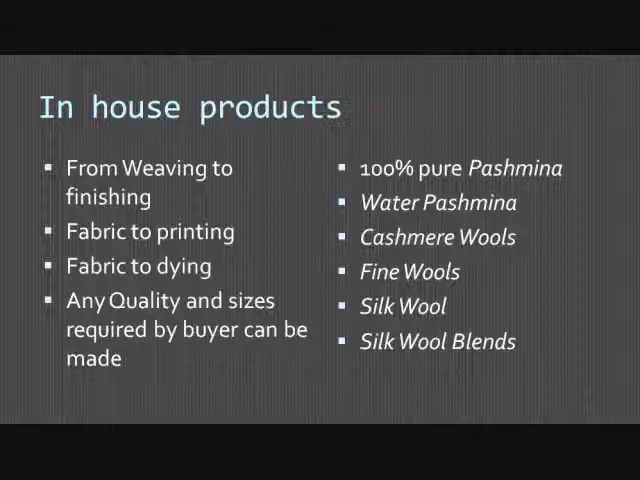 In house products
From Weaving to
finishing
Fabric to printing
Fabric to dying
Any Quality and sizes
required by buyer can be
made
100% pure Pashmina
Water Pashmina
Cashmere Wools
Fine Wools
Silk Wool
Silk Wool Blends